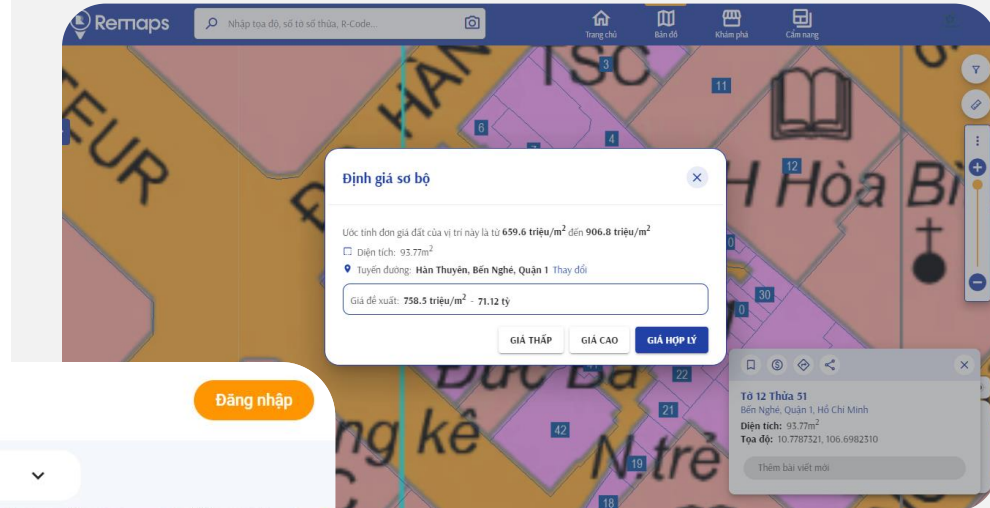 Remaps
Nhập tọa độ, số tờ số thửa, R-Code...
Trang chủ
Bản đồ
Khám phá
Cẩm nang
TEUR
HÀN
TSC
3
11
6
4
12
H Hòa Bì
Định giá sơ bộ
Ước tính đơn giá đất của vị trí này là từ 659.6 triệu/m² đến 906.8 triệu/m²
Diện tích: 93.77m²
Tuyến đường: Hàn Thuyên, Bến Nghé, Quận 1 Thay đổi
Giá đề xuất: 758.5 triệu/m² - 71.12 tỷ
GIÁ THẤP
GIÁ CAO
GIÁ HỢP LÝ
0
30
0
Đức Bà
22
21
ng kê
42
N.trẻ
19
18
Tờ 12 Thửa 51
Bến Nghé, Quận 1, Hồ Chí Minh
Diện tích: 93.77m²
Tọa độ: 10.7787321, 106.6982310
Thêm bài viết mới
Đăng nhập